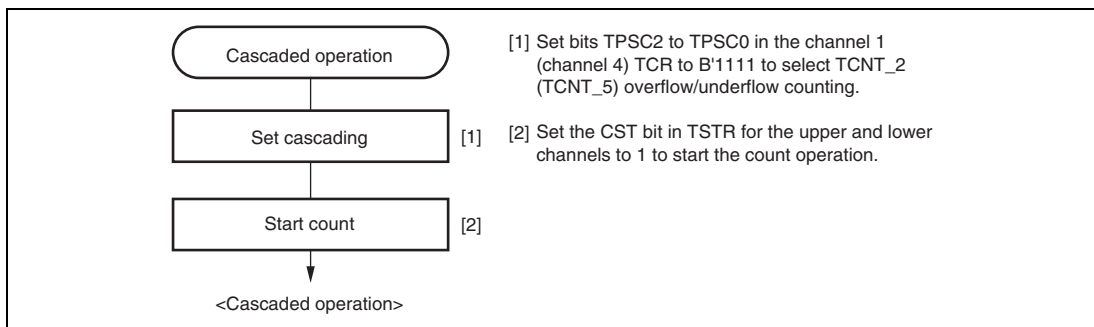 Cascaded operation
Set cascading
[1]
Start count
[2]
<Cascaded operation>
[1] Set bits TPSC2 to TPSC0 in the channel 1
(channel 4) TCR to B'1111 to select TCNT_2
(TCNT_5) overflow/underflow counting.
[2] Set the CST bit in TSTR for the upper and lower
channels to 1 to start the count operation.